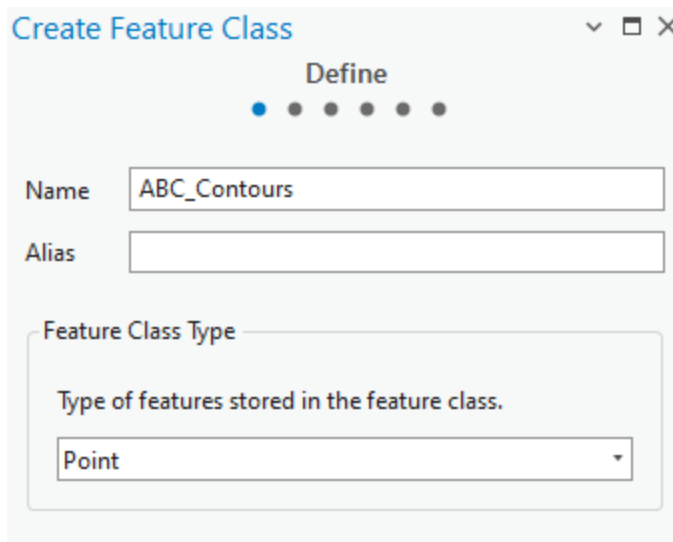 Create Feature Class
Define
Name ABC_Contours
Alias
Feature Class Type
Type of features stored in the feature class.
Point